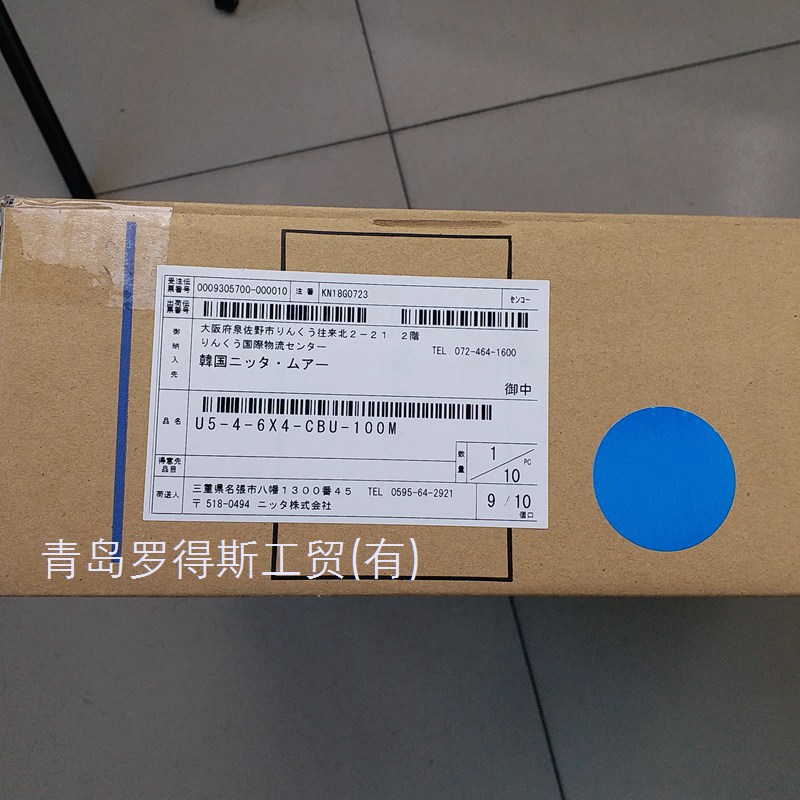 受注伝票番号 0009305700-000010 注番 KN18G0723
センコー
出荷伝票番号
御納入先
大阪府泉佐野市りんくう往来北２－２１ ２階
りんくう国際物流センター
TEL 072-464-1600
韓国ニッタ・ムアー
御中
品名 U5-4-6X4-CBU-100M
得意先品目
数量 1／10 PC
荷送人 三重県名張市八幡１３００番４５ TEL 0595-64-2921
〒 518-0494 ニッタ株式会社
9／10
個口
青岛罗得斯工贸(有)